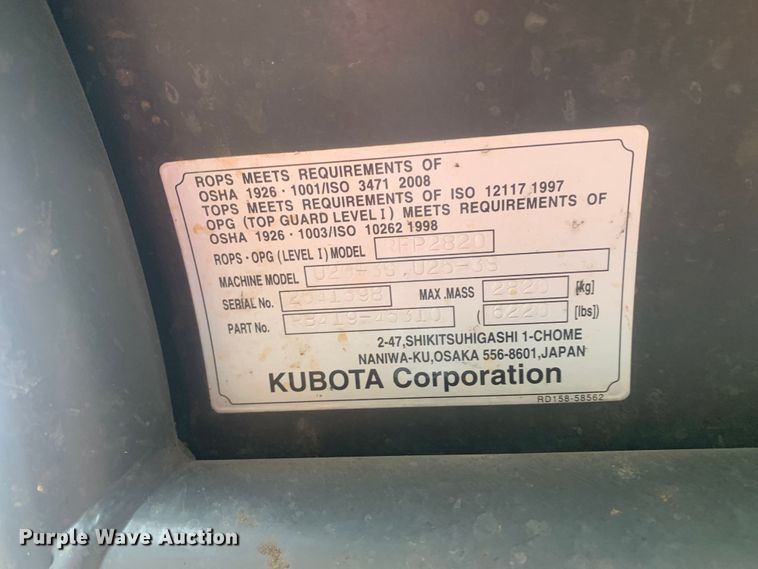 ROPS MEETS REQUIREMENTS OF
OSHA 1926・1001/ISO 3471 2008
TOPS MEETS REQUIREMENTS OF ISO 12117 1997
OPG (TOP GUARD LEVEL I) MEETS REQUIREMENTS OF
OSHA 1926・1003/ISO 10262 1998
ROPS・OPG (LEVEL I) MODEL RHP2820
MACHINE MODEL U25-3S
SERIAL No. MAX.MASS 2820 [kg]
PART No. ( 6220 [lbs])
2-47,SHIKITSUHIGASHI 1-CHOME
NANIWA-KU,OSAKA 556-8601,JAPAN
KUBOTA Corporation
RD158-58562
Purple Wave Auction